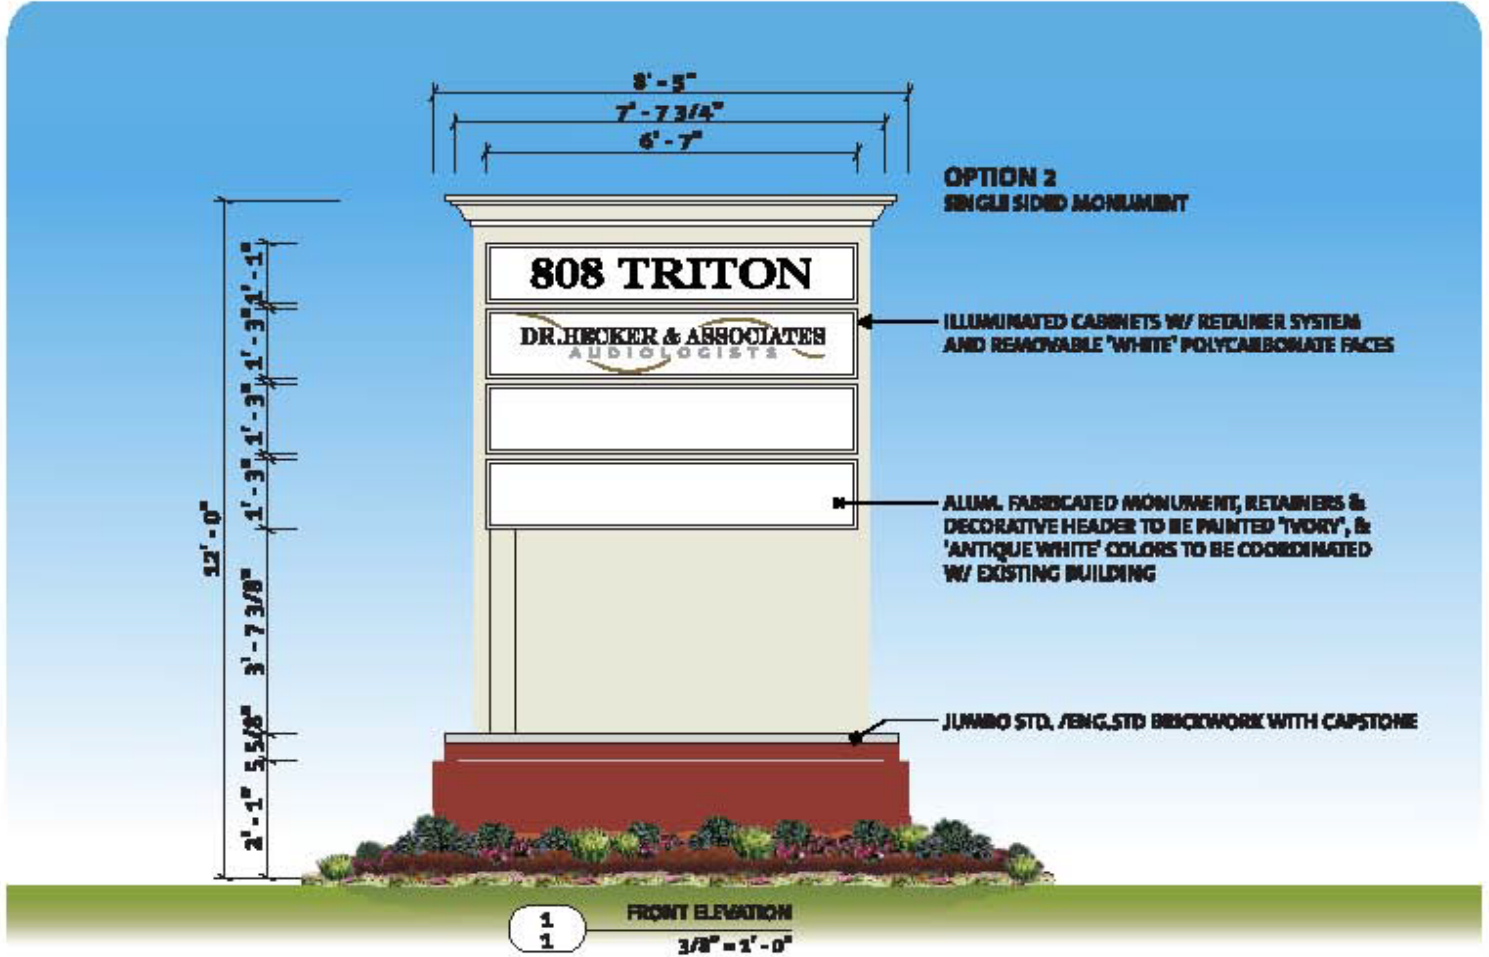 8' - 5"
7' - 7 3/4"
6' - 7"
OPTION 2
SINGLE SIDED MONUMENT
808 TRITON
DR.HECKER & ASSOCIATES
AUDIOLOGISTS
ILLUMINATED CABINETS W/ RETAINER SYSTEM
AND REMOVABLE 'WHITE' POLYCARBONATE FACES
ALUM. FABRICATED MONUMENT, RETAINERS &
DECORATIVE HEADER TO BE PAINTED 'IVORY', &
'ANTIQUE WHITE' COLORS TO BE COORDINATED
W/ EXISTING BUILDING
JUMBO STD. /ENG.STD BRICKWORK WITH CAPSTONE
12' - 0"
1' - 1"
1' - 3"
1' - 3"
1' - 3"
3' - 7 3/8"
5 5/8"
2' - 1"
1
1
FRONT ELEVATION
3/8" = 1' - 0"